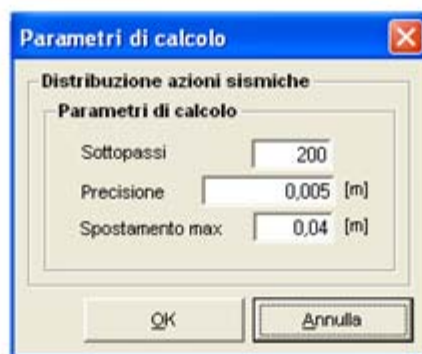 Parametri di calcolo
Distribuzione azioni sismiche
Parametri di calcolo
Sottopassi 200
Precisione 0,005 [m]
Spostamento max 0,04 [m]
OK Annulla